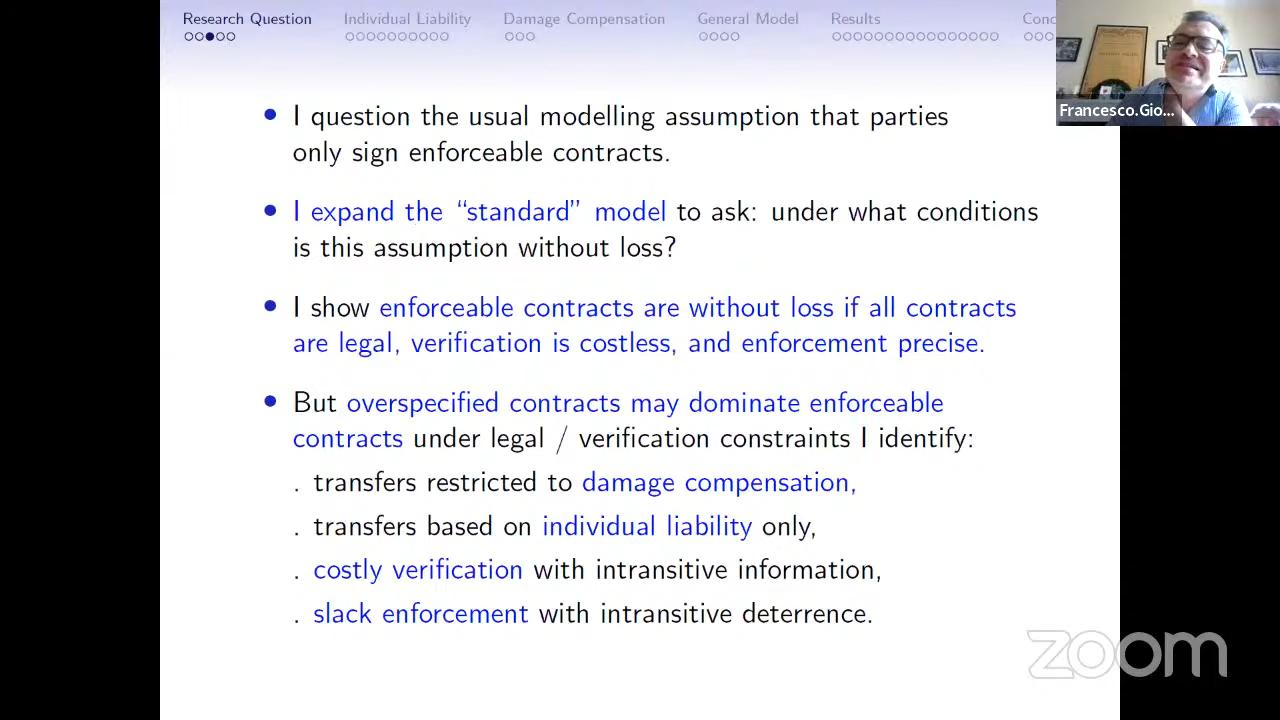 Research Question Individual Liability Damage Compensation General Model Results Conc
Francesco.Gio...
I question the usual modelling assumption that parties
only sign enforceable contracts.
I expand the “standard” model to ask: under what conditions
is this assumption without loss?
I show enforceable contracts are without loss if all contracts
are legal, verification is costless, and enforcement precise.
But overspecified contracts may dominate enforceable
contracts under legal / verification constraints I identify:
. transfers restricted to damage compensation,
. transfers based on individual liability only,
. costly verification with intransitive information,
. slack enforcement with intransitive deterrence.
zoom